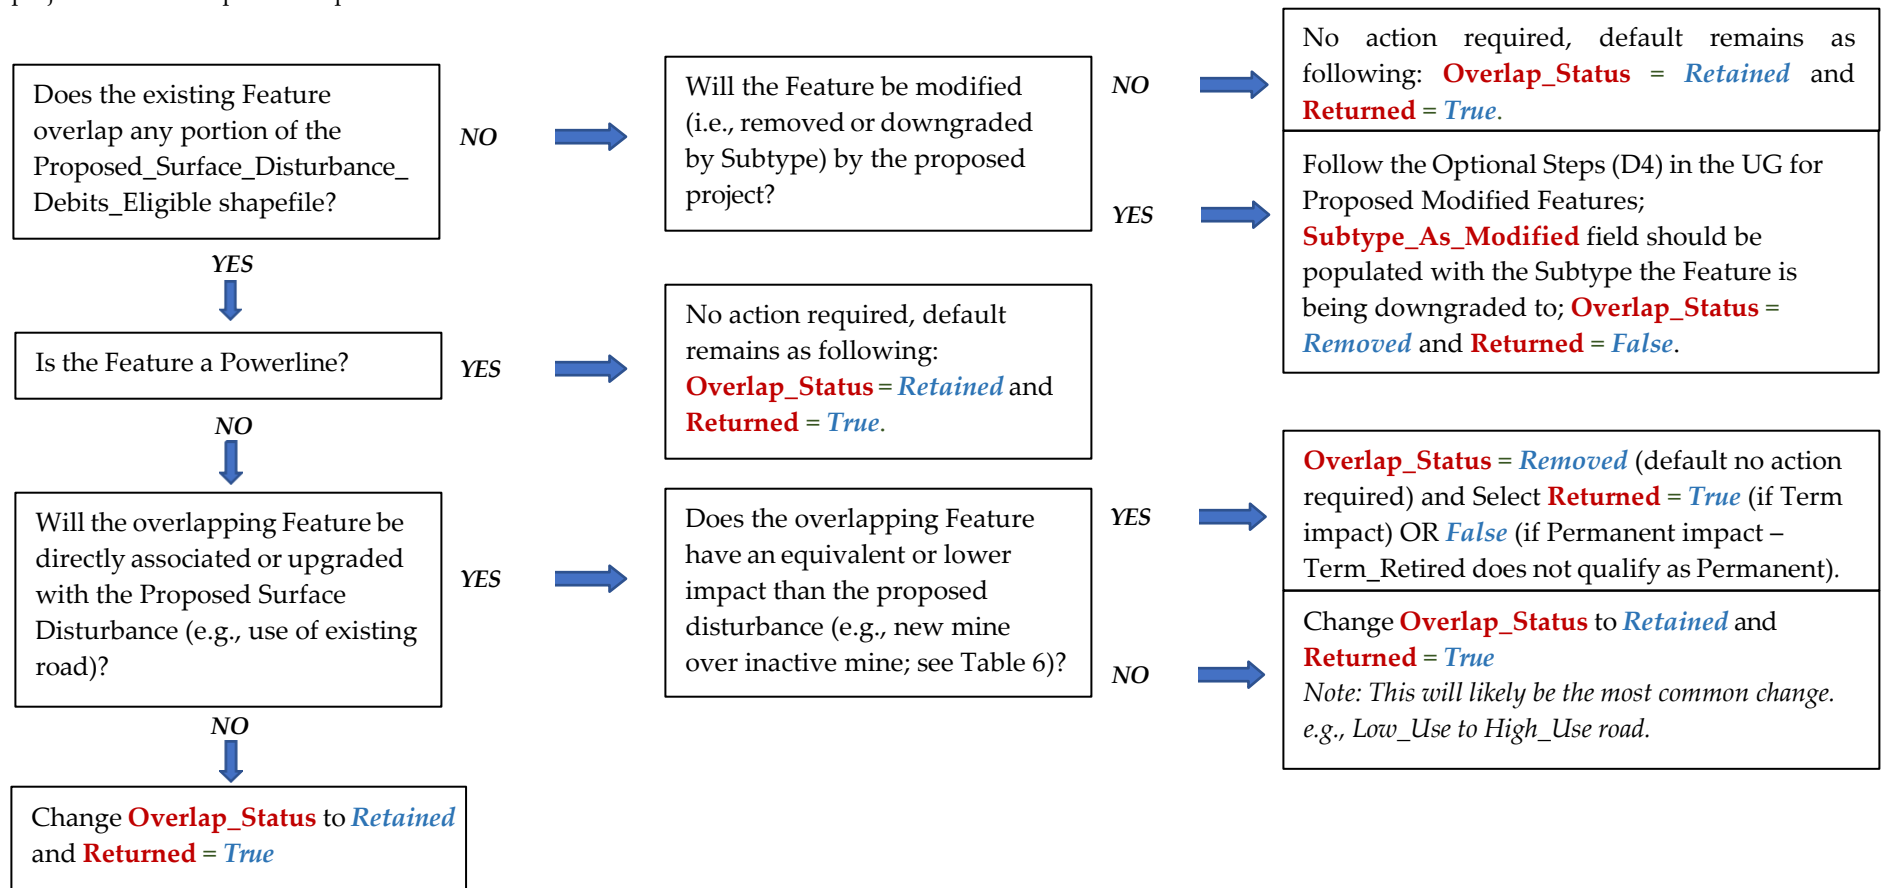 Does the existing Feature
overlap any portion of the
Proposed_Surface_Disturbance_
Debits_Eligible shapefile?
NO
Will the Feature be modified
(i.e., removed or downgraded
by Subtype) by the proposed
project?
NO
No action required, default remains as
following: Overlap_Status = Retained and
Returned = True.
YES
Follow the Optional Steps (D4) in the UG for
Proposed Modified Features;
Subtype_As_Modified field should be
populated with the Subtype the Feature is
being downgraded to; Overlap_Status =
Removed and Returned = False.
YES
Is the Feature a Powerline?
YES
No action required, default
remains as following:
Overlap_Status = Retained and
Returned = True.
NO
Will the overlapping Feature be
directly associated or upgraded
with the Proposed Surface
Disturbance (e.g., use of existing
road)?
YES
Does the overlapping Feature
have an equivalent or lower
impact than the proposed
disturbance (e.g., new mine
over inactive mine; see Table 6)?
YES
Overlap_Status = Removed (default no action
required) and Select Returned = True (if Term
impact) OR False (if Permanent impact –
Term_Retired does not qualify as Permanent).
NO
Change Overlap_Status to Retained and
Returned = True
Note: This will likely be the most common change.
e.g., Low_Use to High_Use road.
NO
Change Overlap_Status to Retained
and Returned = True